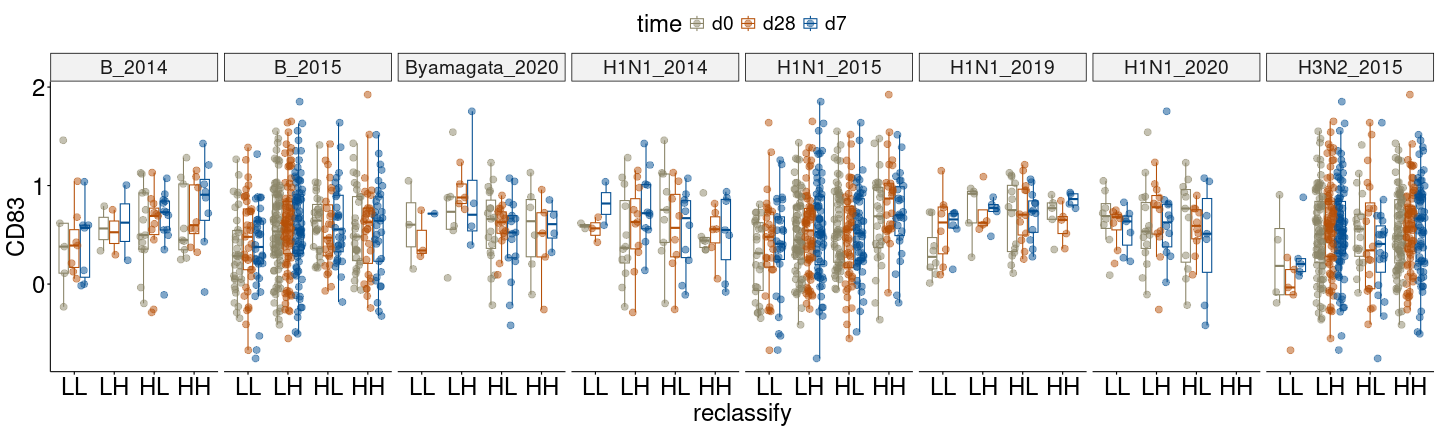 time d0 d28 d7
B_2014 B_2015 Byamagata_2020 H1N1_2014 H1N1_2015 H1N1_2019 H1N1_2020 H3N2_2015
CD83
2
1
0
LL LH HL HH LL LH HL HH LL LH HL HH LL LH HL HH LL LH HL HH LL LH HL HH LL LH HL HH LL LH HL HH
reclassify